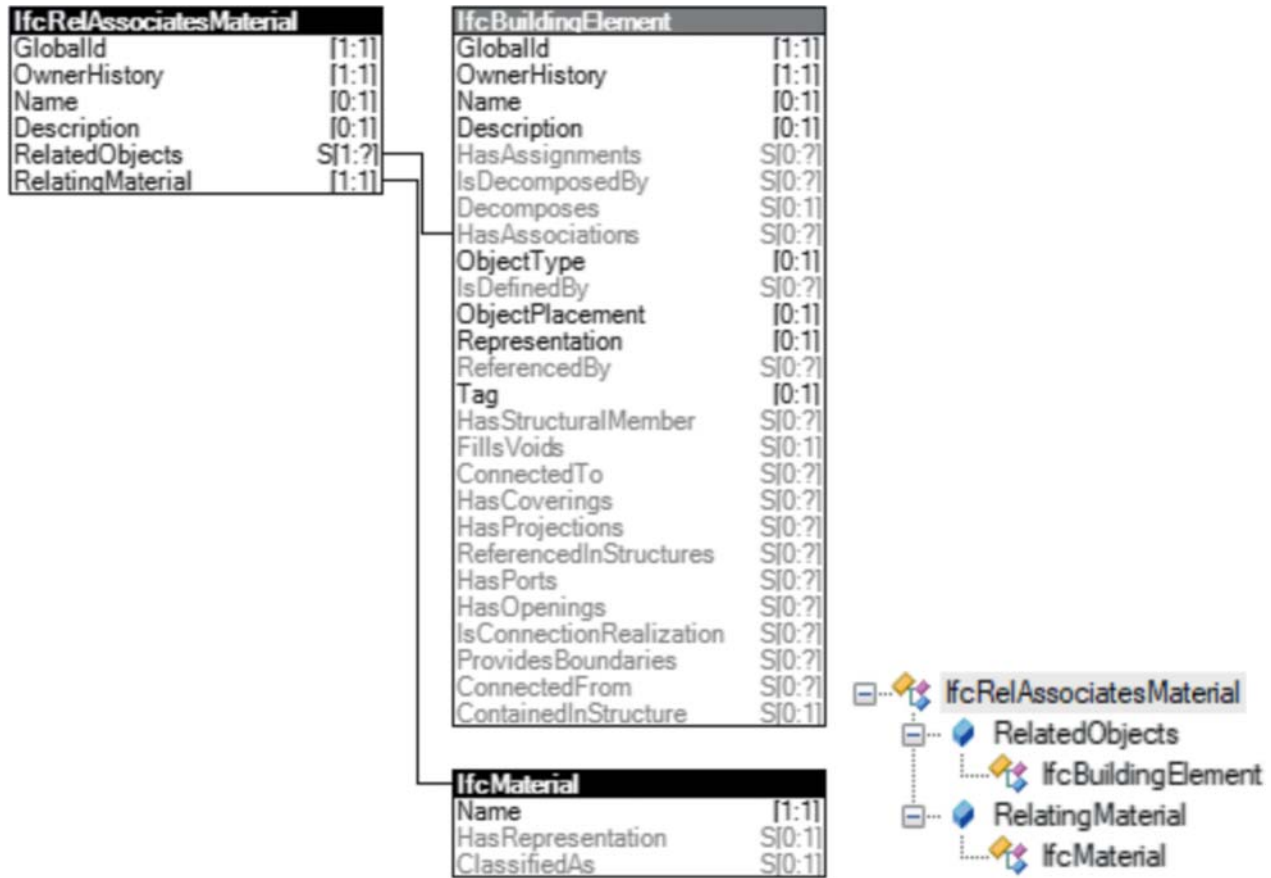 IfcRelAssociatesMaterial
GlobalId [1:1]
OwnerHistory [1:1]
Name [0:1]
Description [0:1]
RelatedObjects S[1:?]
RelatingMaterial [1:1]
IfcBuildingElement
GlobalId [1:1]
OwnerHistory [1:1]
Name [0:1]
Description [0:1]
HasAssignments S[0:?]
IsDecomposedBy S[0:?]
Decomposes S[0:1]
HasAssociations S[0:?]
ObjectType [0:1]
IsDefinedBy S[0:?]
ObjectPlacement [0:1]
Representation [0:1]
ReferencedBy S[0:?]
Tag [0:1]
HasStructuralMember S[0:?]
FillsVoids S[0:1]
ConnectedTo S[0:?]
HasCoverings S[0:?]
HasProjections S[0:?]
ReferencedInStructures S[0:?]
HasPorts S[0:?]
HasOpenings S[0:?]
IsConnectionRealization S[0:?]
ProvidesBoundaries S[0:?]
ConnectedFrom S[0:?]
ContainedInStructure S[0:1]
IfcMaterial
Name [1:1]
HasRepresentation S[0:1]
ClassifiedAs S[0:1]
IfcRelAssociatesMaterial
RelatedObjects
IfcBuildingElement
RelatingMaterial
IfcMaterial